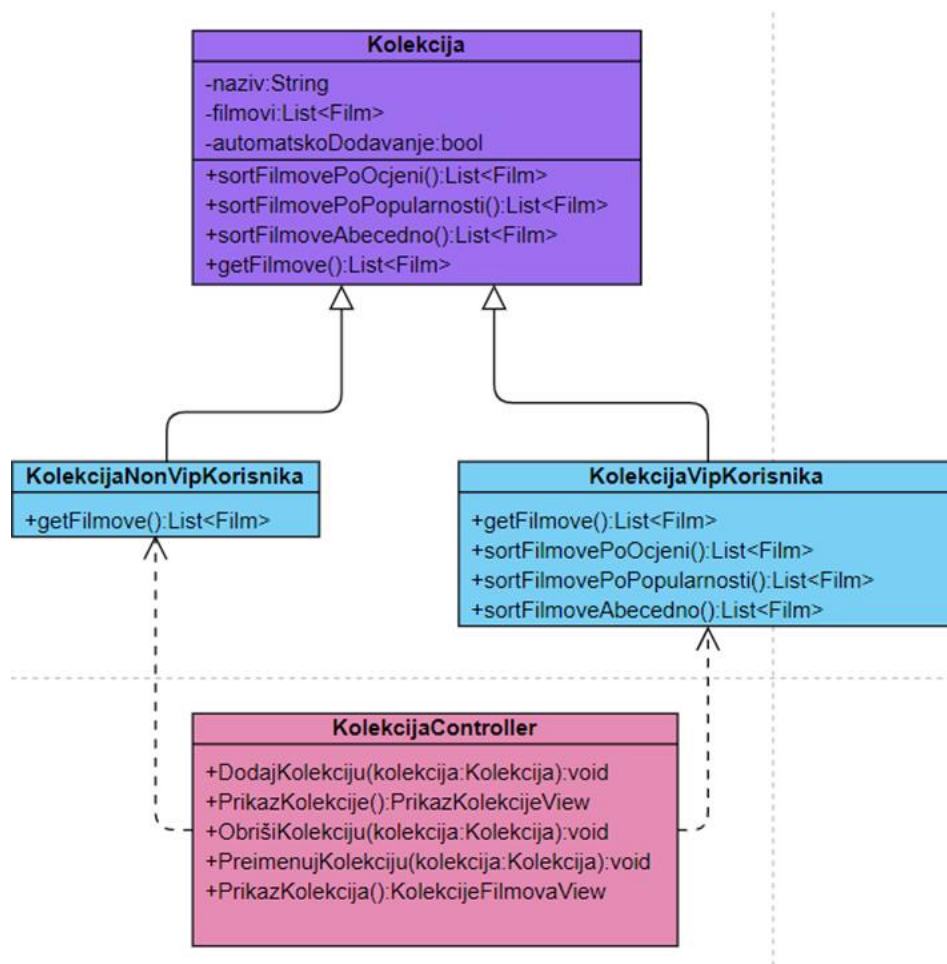 Kolekcija
-naziv:String
-filmovi:List<Film>
-automatskoDodavanje:bool
+sortFilmovePoOcjeni():List<Film>
+sortFilmovePoPopularnosti():List<Film>
+sortFilmoveAbecedno():List<Film>
+getFilmove():List<Film>
KolekcijaNonVipKorisnika
+getFilmove():List<Film>
KolekcijaVipKorisnika
+getFilmove():List<Film>
+sortFilmovePoOcjeni():List<Film>
+sortFilmovePoPopularnosti():List<Film>
+sortFilmoveAbecedno():List<Film>
KolekcijaController
+DodajKolekciju(kolekcija:Kolekcija):void
+PrikazKolekcije():PrikazKolekcijeView
+ObrišiKolekciju(kolekcija:Kolekcija):void
+PreimenujKolekciju(kolekcija:Kolekcija):void
+PrikazKolekcija():KolekcijeFilmovaView